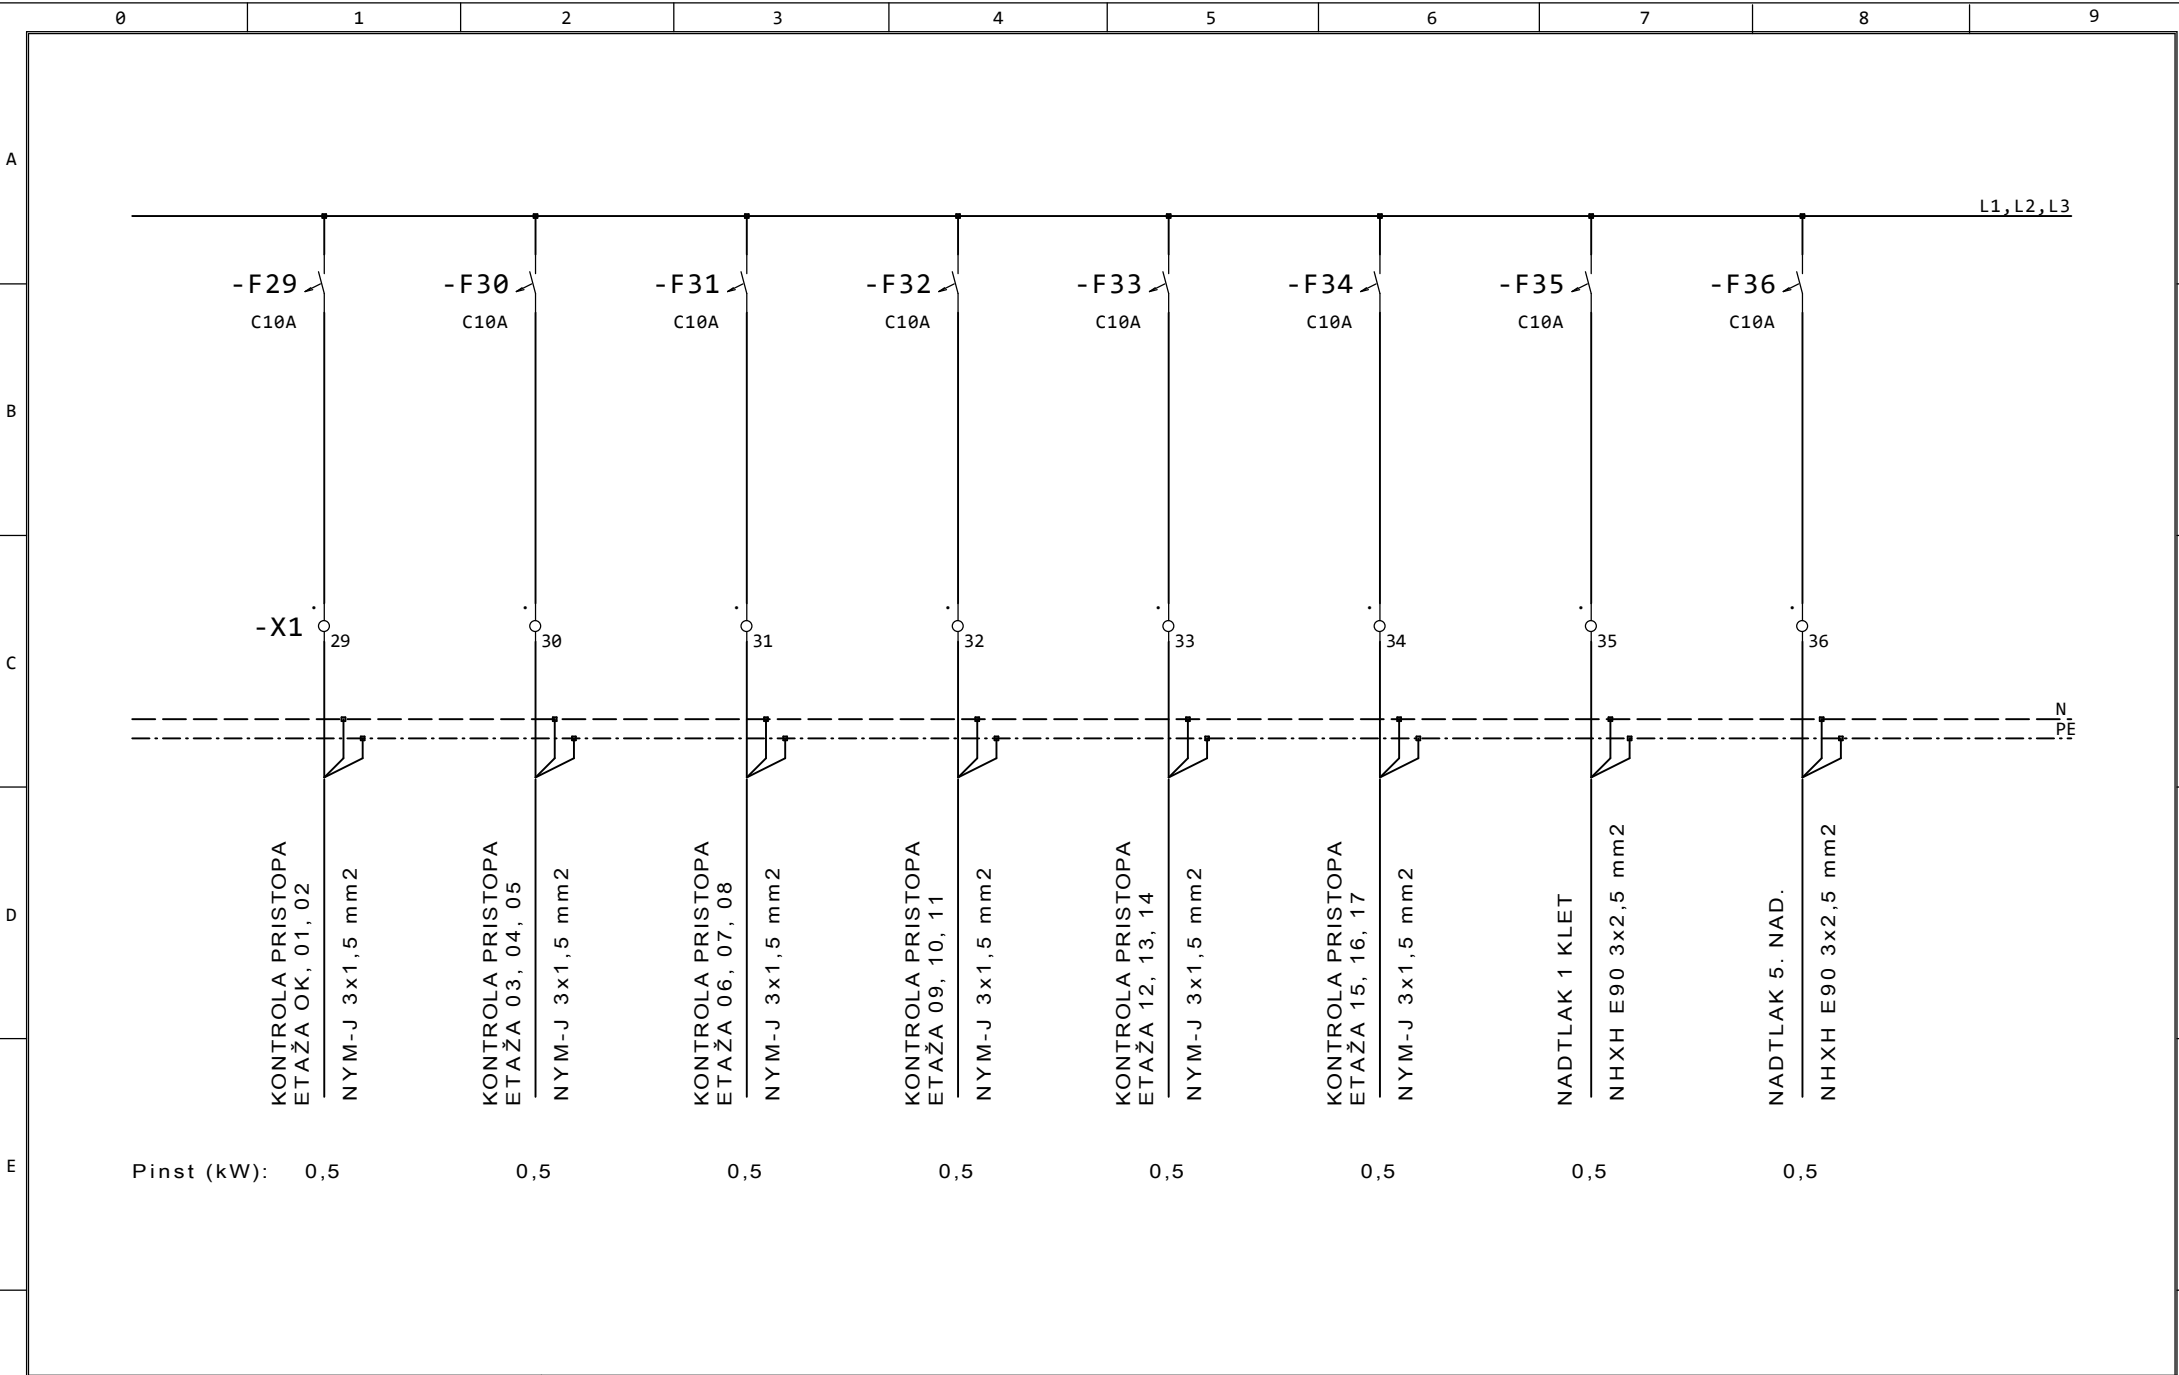 0 1 2 3 4 5 6 7 8 9
A
L1,L2,L3
-F29 -F30 -F31 -F32 -F33 -F34 -F35 -F36
C10A C10A C10A C10A C10A C10A C10A C10A
B
-X1 29 30 31 32 33 34 35 36
C
N
PE
D
KONTROLA PRISTOPA
ETAŽA OK, 01, 02
NYM-J 3x1,5 mm2
KONTROLA PRISTOPA
ETAŽA 03, 04, 05
NYM-J 3x1,5 mm2
KONTROLA PRISTOPA
ETAŽA 06, 07, 08
NYM-J 3x1,5 mm2
KONTROLA PRISTOPA
ETAŽA 09, 10, 11
NYM-J 3x1,5 mm2
KONTROLA PRISTOPA
ETAŽA 12, 13, 14
NYM-J 3x1,5 mm2
KONTROLA PRISTOPA
ETAŽA 15, 16, 17
NYM-J 3x1,5 mm2
NADTLAK 1 KLET
NHXH E90 3x2,5 mm2
NADTLAK 5. NAD.
NHXH E90 3x2,5 mm2
E
Pinst (kW): 0,5 0,5 0,5 0,5 0,5 0,5 0,5 0,5